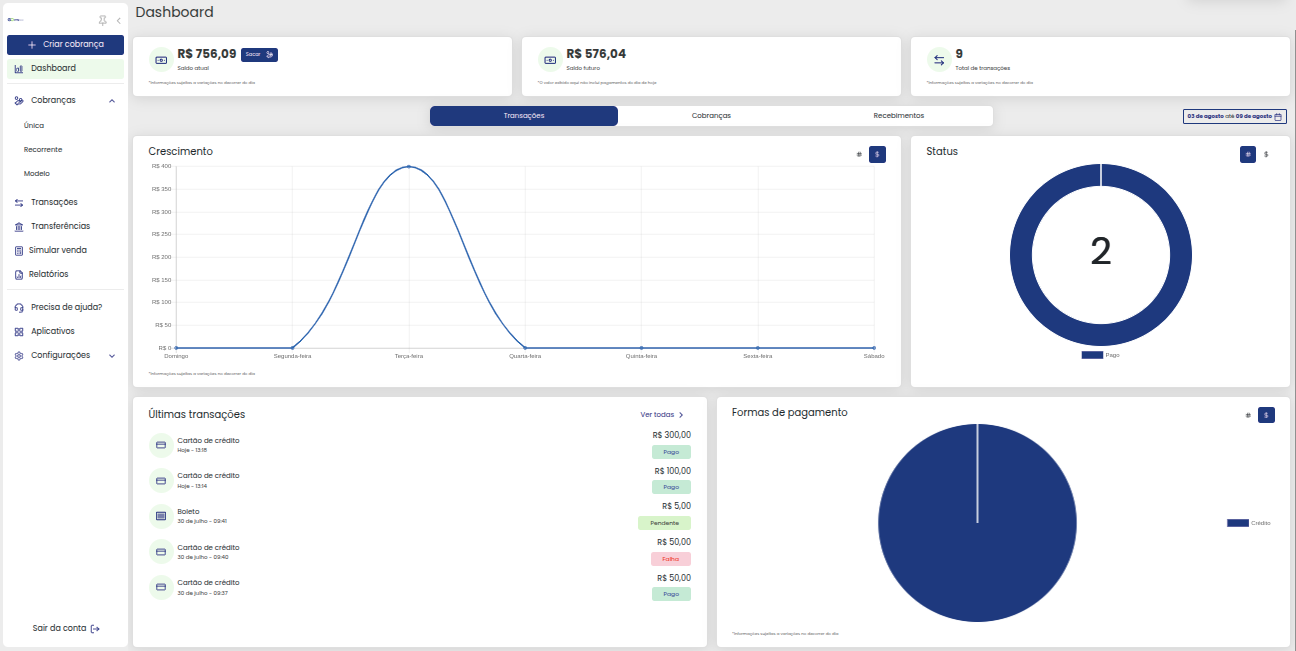 Dashboard
Criar cobrança
Dashboard
Cobranças
Única
Recorrente
Modelo
Transações
Transferências
Simular venda
Relatórios
Precisa de ajuda?
Aplicativos
Configurações
Sair da conta
R$ 756,09
Sacar
Saldo atual
*Informações sujeitas a variações no decorrer do dia
R$ 576,04
Saldo futuro
*O valor exibido aqui não inclui pagamentos do dia de hoje
9
Total de transações
*Informações sujeitas a variações no decorrer do dia
Transações
Cobranças
Recebimentos
03 de agosto até 09 de agosto
Crescimento
# $
R$ 400
R$ 350
R$ 300
R$ 250
R$ 200
R$ 150
R$ 100
R$ 50
R$ 0
Domingo Segunda-feira Terça-feira Quarta-feira Quinta-feira Sexta-feira Sábado
*Informações sujeitas a variações no decorrer do dia
Status
# $
2
Pago
Últimas transações
Ver todas
Cartão de crédito
R$ 300,00
Hoje - 13:18
Pago
Cartão de crédito
R$ 100,00
Hoje - 13:14
Pago
Boleto
R$ 5,00
30 de julho - 09:41
Pendente
Cartão de crédito
R$ 50,00
30 de julho - 09:40
Falha
Cartão de crédito
R$ 50,00
30 de julho - 09:37
Pago
Formas de pagamento
# $
Crédito
*Informações sujeitas a variações no decorrer do dia